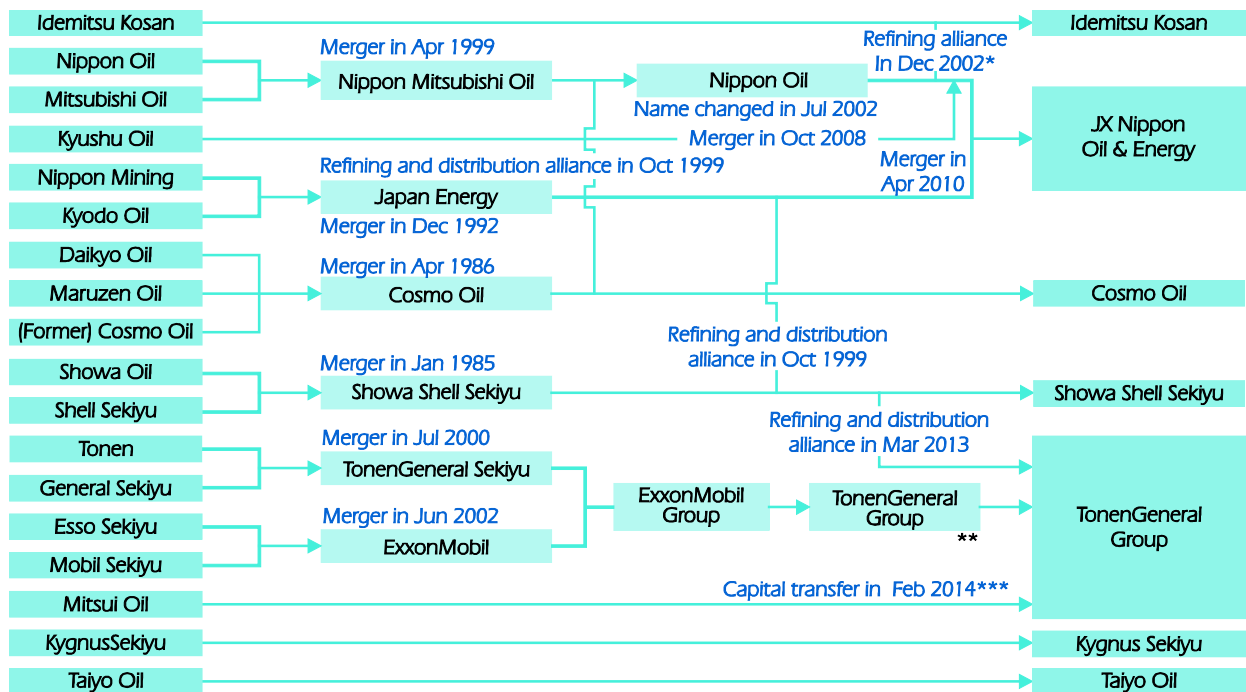 Idemitsu Kosan
Idemitsu Kosan
Refining alliance
In Dec 2002*
Nippon Oil
Merger in Apr 1999
Nippon Mitsubishi Oil
Nippon Oil
Mitsubishi Oil
Name changed in Jul 2002
JX Nippon
Oil & Energy
Kyushu Oil
Merger in Oct 2008
Refining and distribution alliance in Oct 1999
Merger in
Apr 2010
Nippon Mining
Japan Energy
Kyodo Oil
Merger in Dec 1992
Daikyo Oil
Merger in Apr 1986
Maruzen Oil
Cosmo Oil
Cosmo Oil
(Former) Cosmo Oil
Refining and distribution
alliance in Oct 1999
Showa Oil
Merger in Jan 1985
Showa Shell Sekiyu
Showa Shell Sekiyu
Shell Sekiyu
Refining and distribution
alliance in Mar 2013
Tonen
Merger in Jul 2000
TonenGeneral Sekiyu
General Sekiyu
ExxonMobil
Group
TonenGeneral
Group
**
TonenGeneral
Group
Esso Sekiyu
Merger in Jun 2002
ExxonMobil
Mobil Sekiyu
Capital transfer in  Feb 2014***
Mitsui Oil
KygnusSekiyu
Kygnus Sekiyu
Taiyo Oil
Taiyo Oil